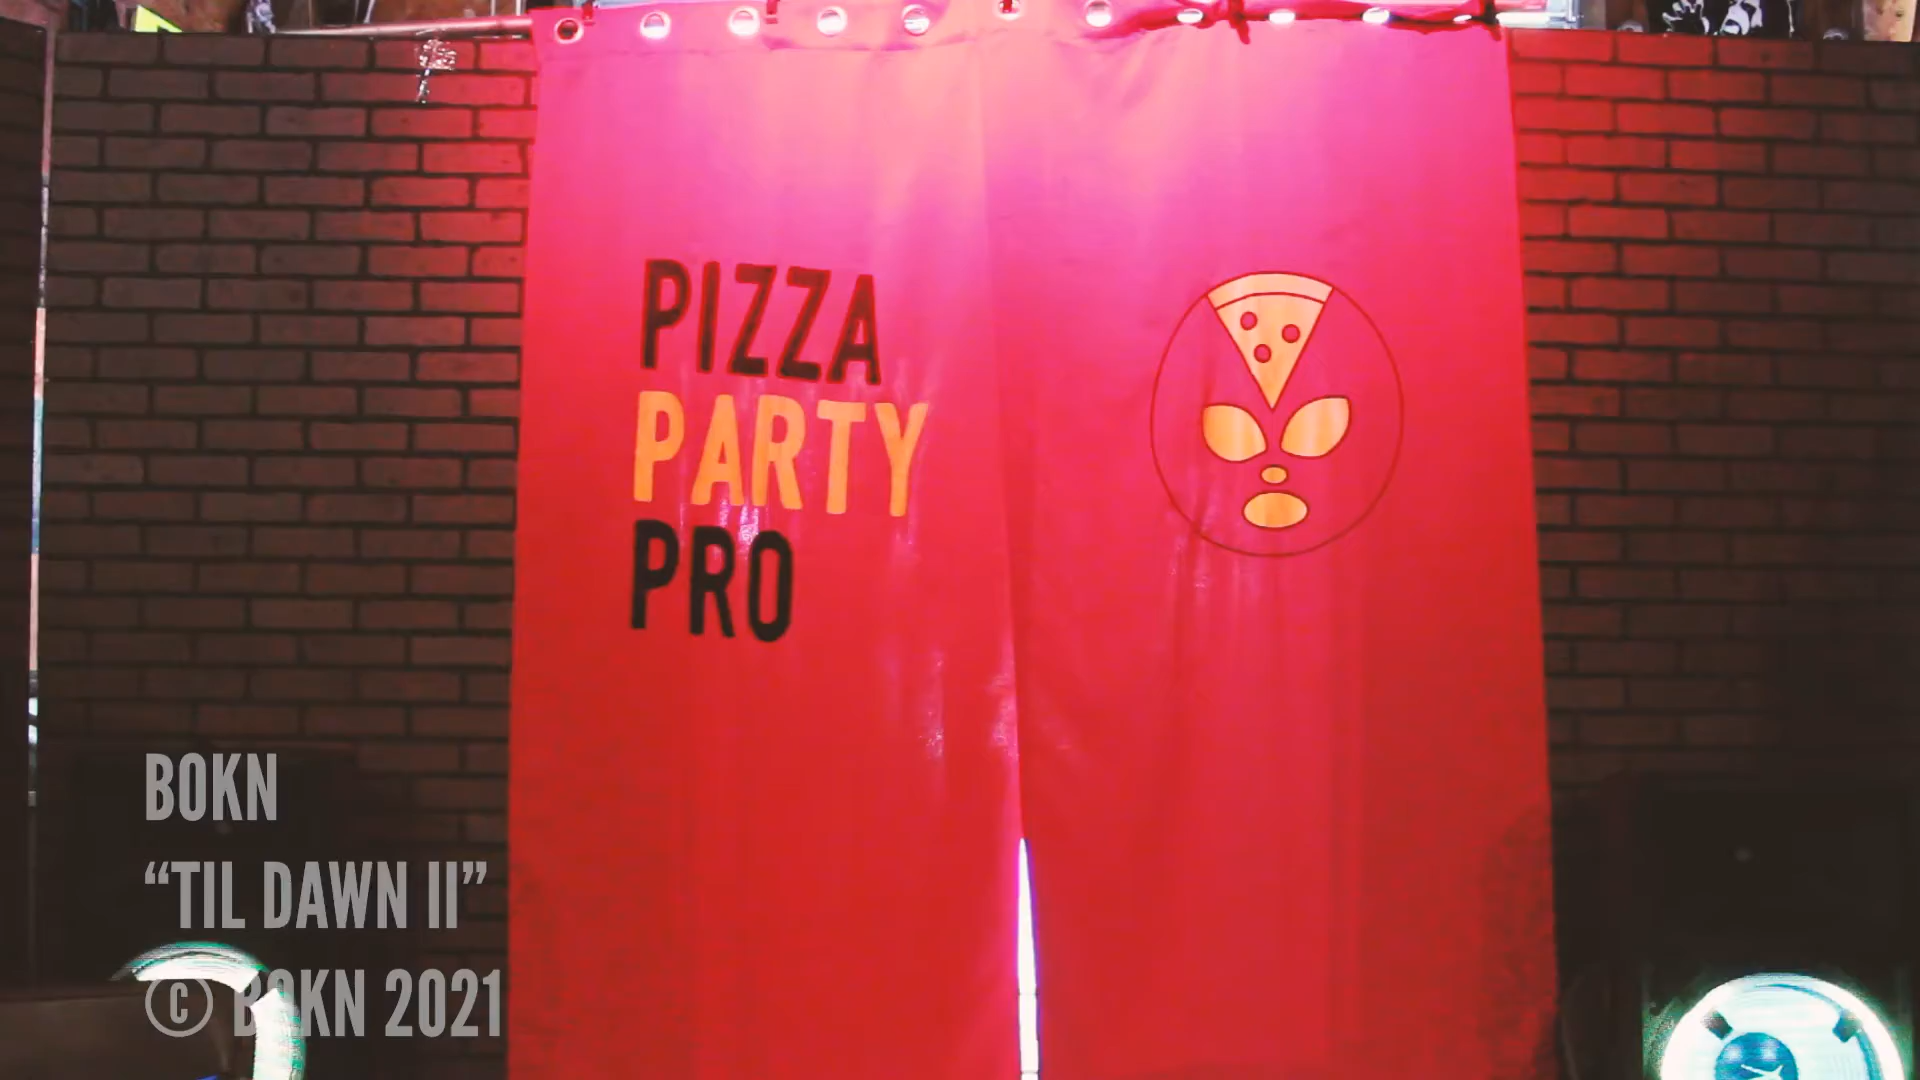 PIZZA
PARTY
PRO
BOKN
“TIL DAWN II”
© BOKN 2021